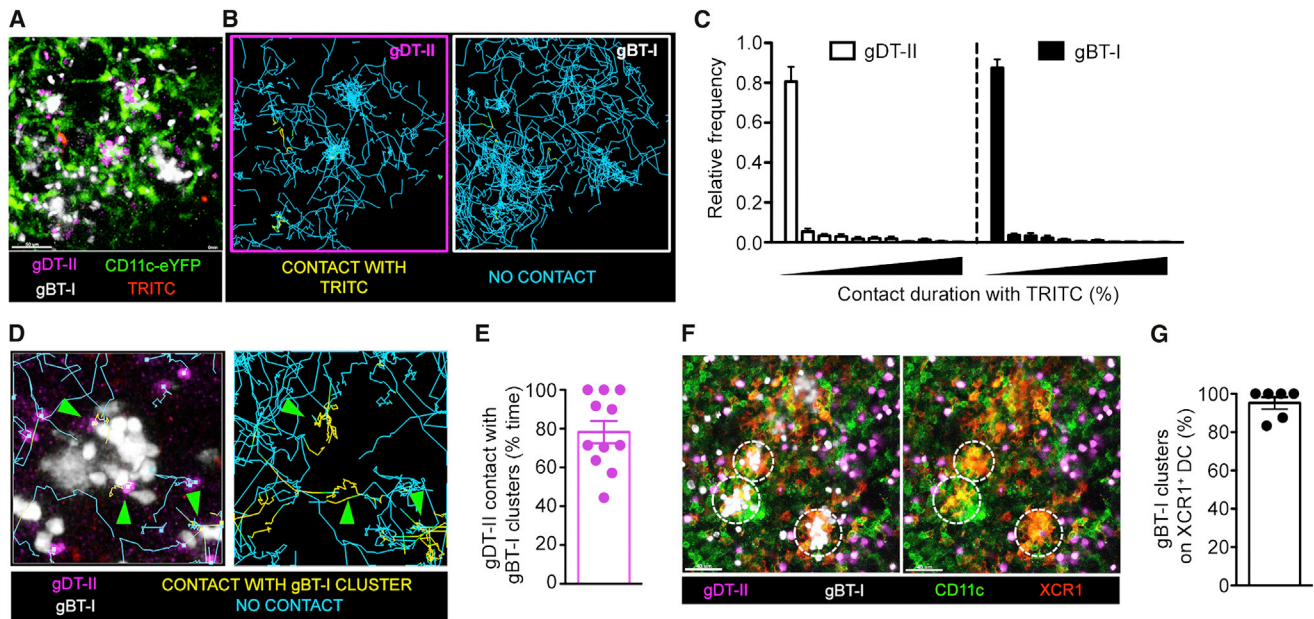 A
B
C
gDT-II
gBT-I
gDT-II
gBT-I
Relative frequency
1.0
0.8
0.6
0.4
0.2
0.0
Contact duration with TRITC (%)
50 µm
0min
gDT-II CD11c-eYFP
gBT-I TRITC
CONTACT WITH
TRITC
NO CONTACT
D
E
F
G
gDT-II contact with
gBT-I clusters (% time)
100
80
60
40
20
0
gBT-I clusters
on XCR1+ DC (%)
100
80
60
40
20
0
gDT-II CONTACT WITH gBT-I CLUSTER
gBT-I NO CONTACT
gDT-II gBT-I CD11c XCR1